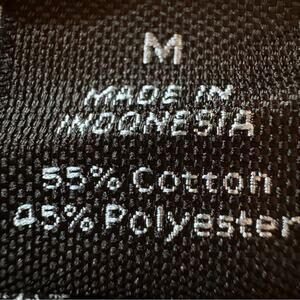 M
MADE IN
INDONESIA
55% Cotton
45% Polyester